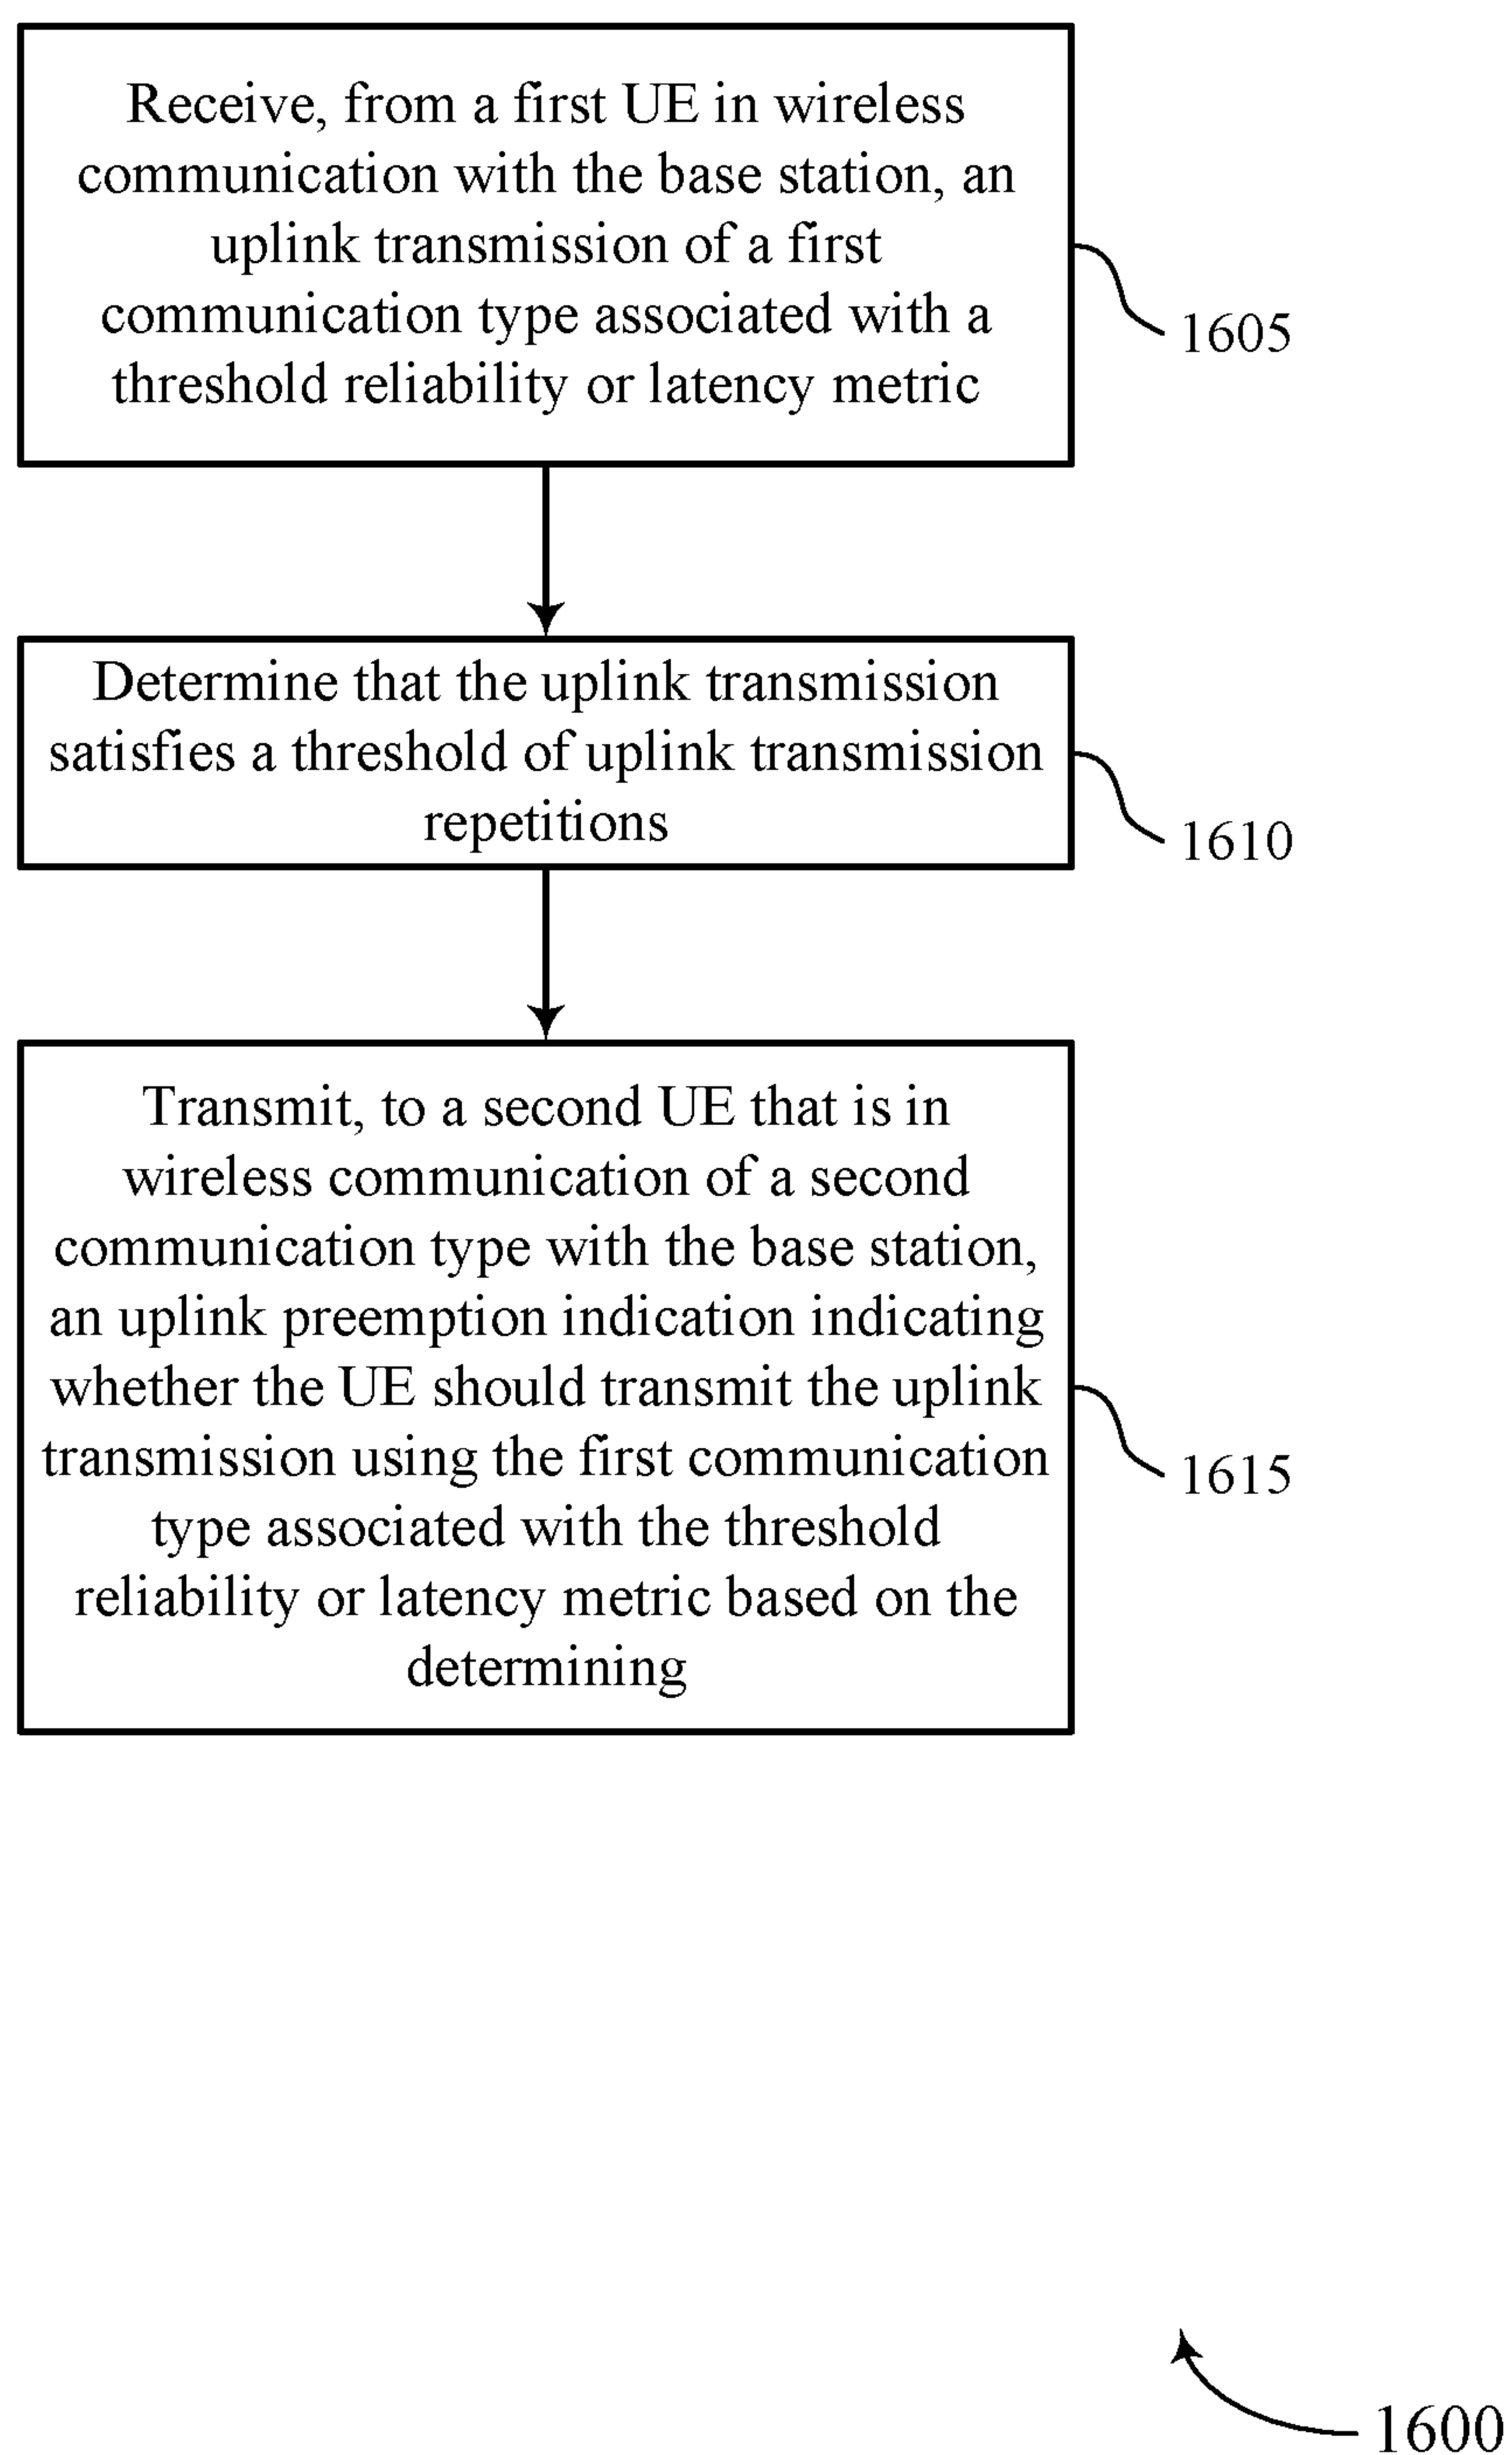 Receive, from a first UE in wireless
communication with the base station, an
uplink transmission of a first
communication type associated with a
threshold reliability or latency metric
1605
Determine that the uplink transmission
satisfies a threshold of uplink transmission
repetitions
1610
Transmit, to a second UE that is in
wireless communication of a second
communication type with the base station,
an uplink preemption indication indicating
whether the UE should transmit the uplink
transmission using the first communication
type associated with the threshold
reliability or latency metric based on the
determining
1615
1600